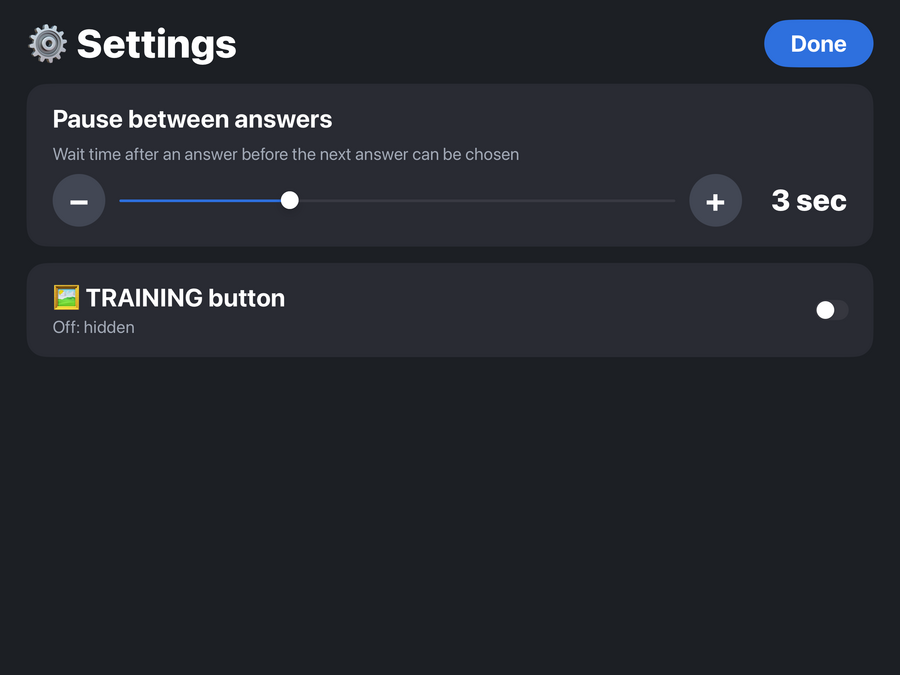 Settings
Done
Pause between answers
Wait time after an answer before the next answer can be chosen
– + 3 sec
TRAINING button
Off: hidden